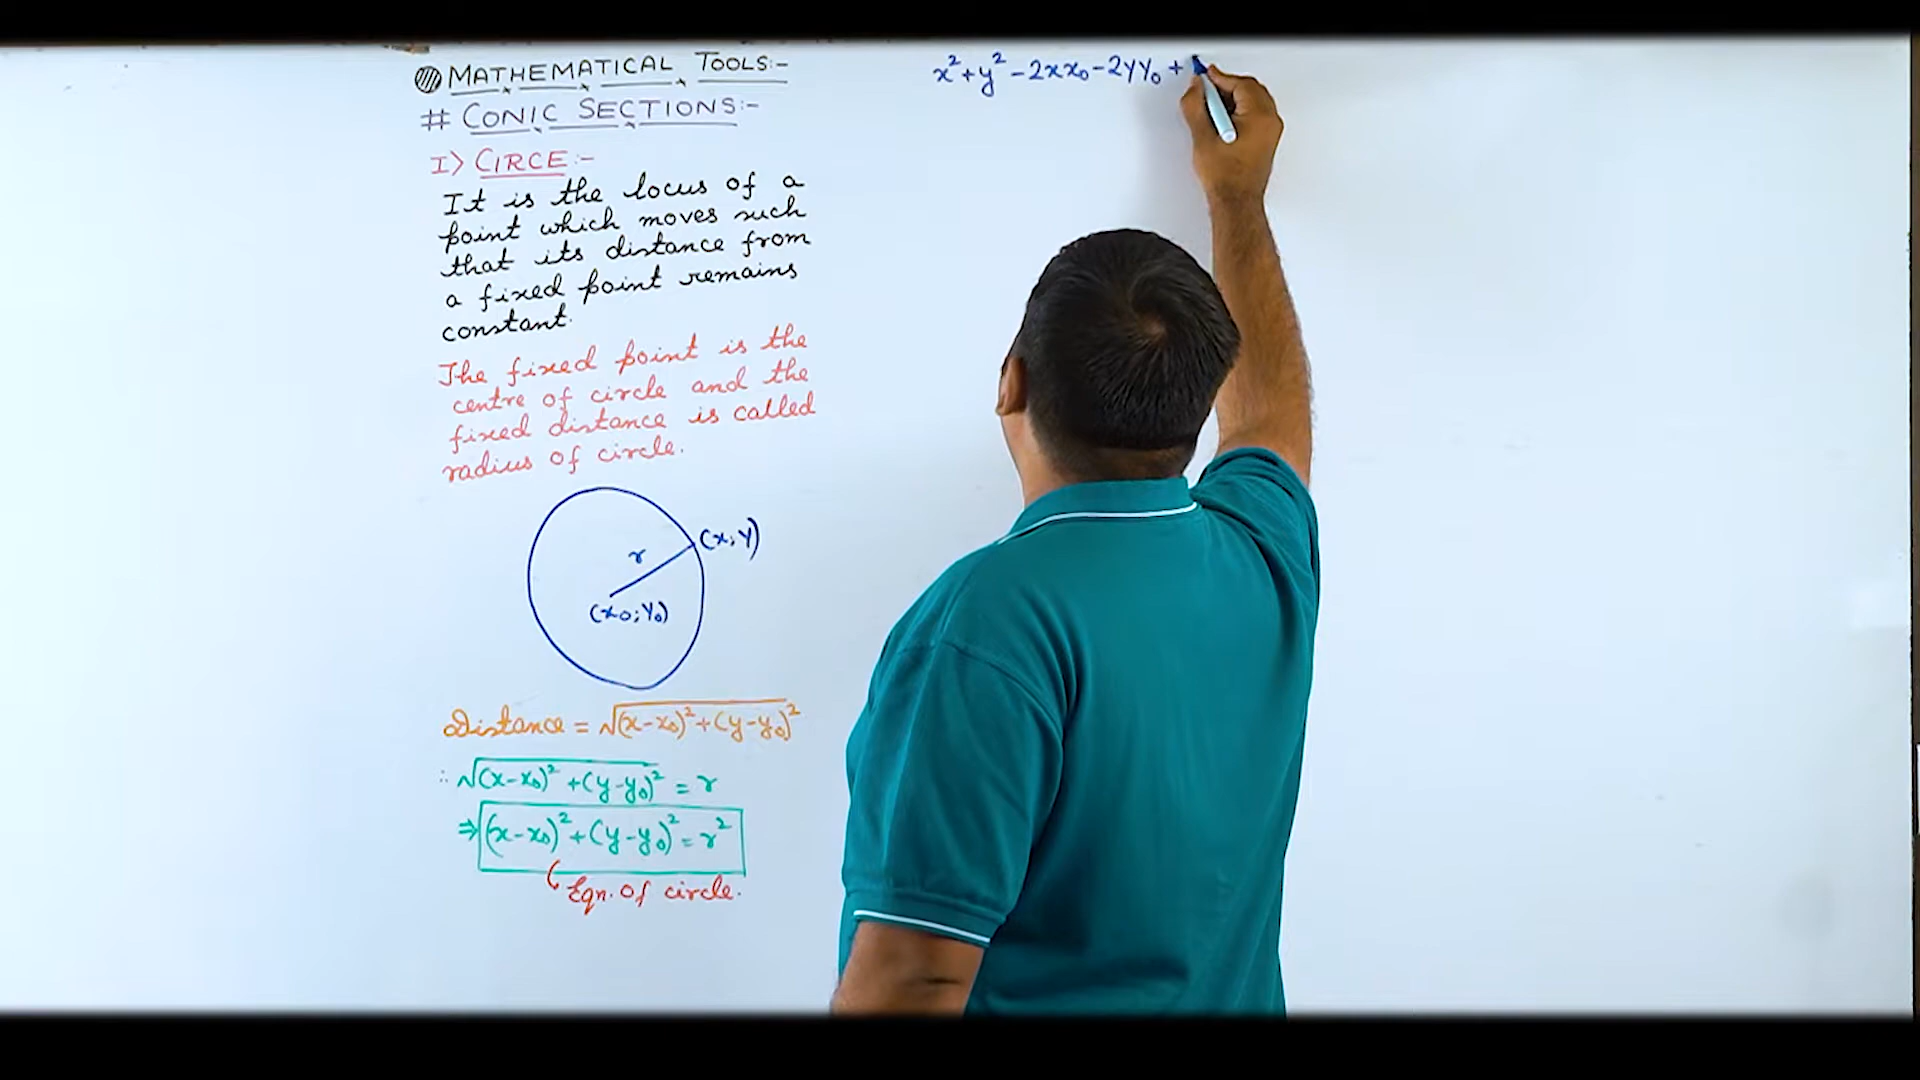 MATHEMATICAL TOOLS:-
# CONIC SECTIONS:-
I) CIRCE:-
It is the locus of a
point which moves such
that its distance from
a fixed point remains
constant.
The fixed point is the
centre of circle and the
fixed distance is called
radius of circle.
r
(x;y)
(x₀;y₀)
Distance = √(x-x₀)²+(y-y₀)²
∴ √(x-x₀)²+(y-y₀)² = r
⇒ (x-x₀)²+(y-y₀)² = r²
Eqn. of circle.
x²+y²-2xx₀-2yy₀+